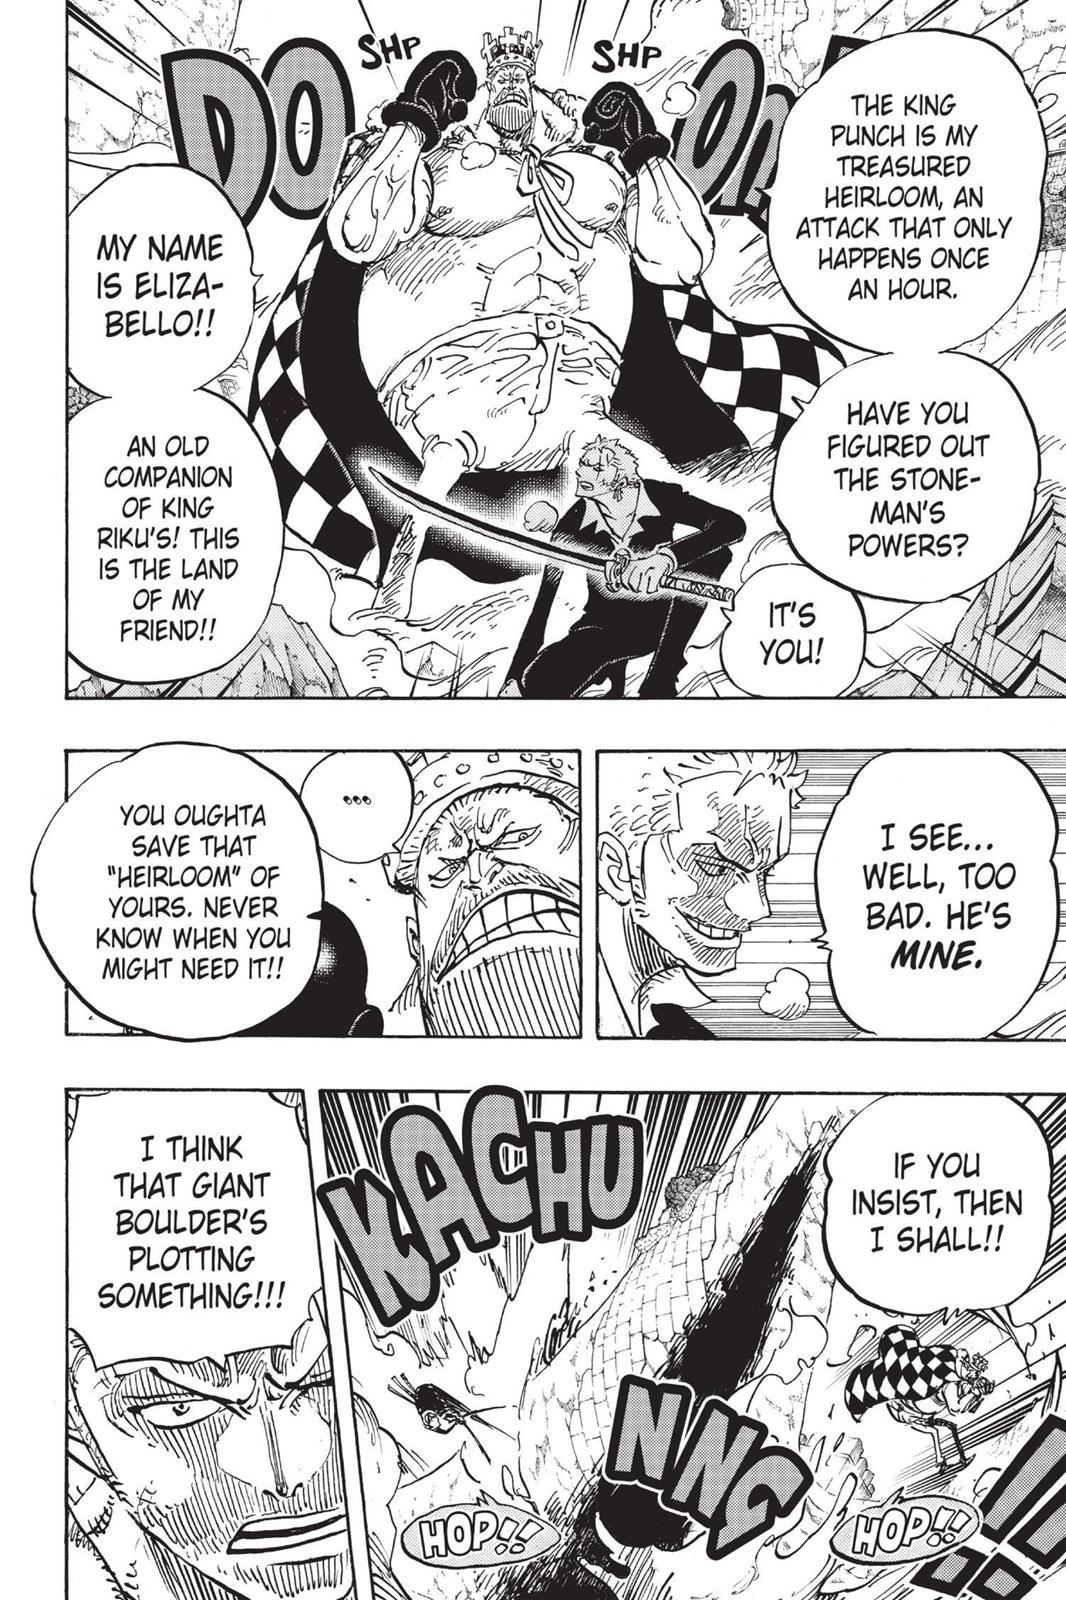 THE KING
PUNCH IS MY
TREASURED
HEIRLOOM, AN
ATTACK THAT ONLY
HAPPENS ONCE
AN HOUR.
HAVE YOU
FIGURED OUT
THE STONE-
MAN'S
POWERS?
IT'S
YOU!
SHP
SHP
DO
MY NAME
IS ELIZA-
BELLO!!
AN OLD
COMPANION
OF KING
RIKU'S! THIS
IS THE LAND
OF MY
FRIEND!!
I SEE...
WELL, TOO
BAD. HE'S
MINE.
...
YOU OUGHTA
SAVE THAT
"HEIRLOOM" OF
YOURS. NEVER
KNOW WHEN YOU
MIGHT NEED IT!!
IF YOU
INSIST, THEN
I SHALL!!
KACHU
NNG
!!
HOP!!
HOP!!
I THINK
THAT GIANT
BOULDER'S
PLOTTING
SOMETHING!!!